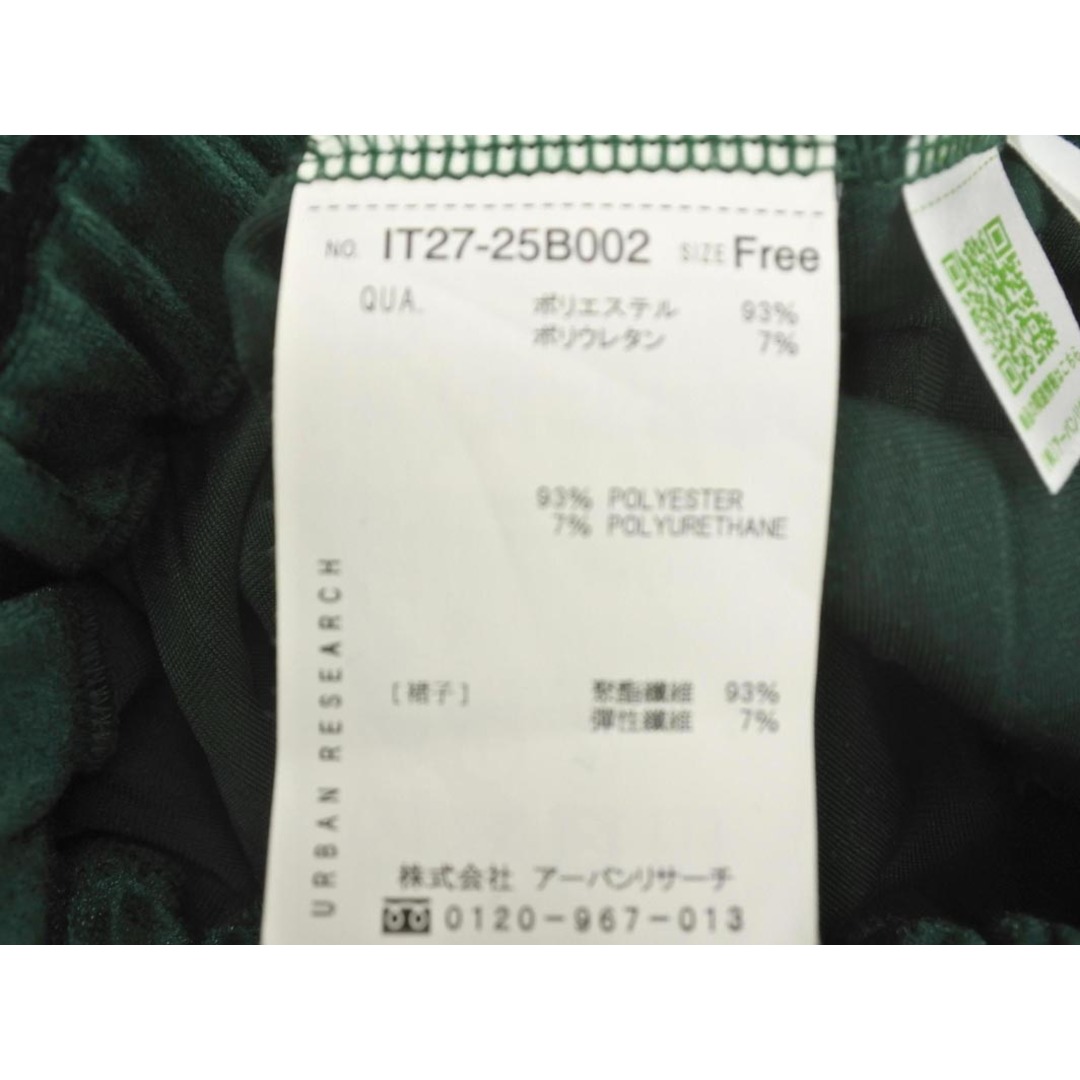 NO. IT27-25B002 SIZE Free
QUA. ポリエステル 93%
ポリウレタン 7%
93% POLYESTER
7% POLYURETHANE
[裙子] 聚酯纖維 93%
彈性纖維 7%
URBAN RESEARCH
株式会社 アーバンリサーチ
0120-967-013